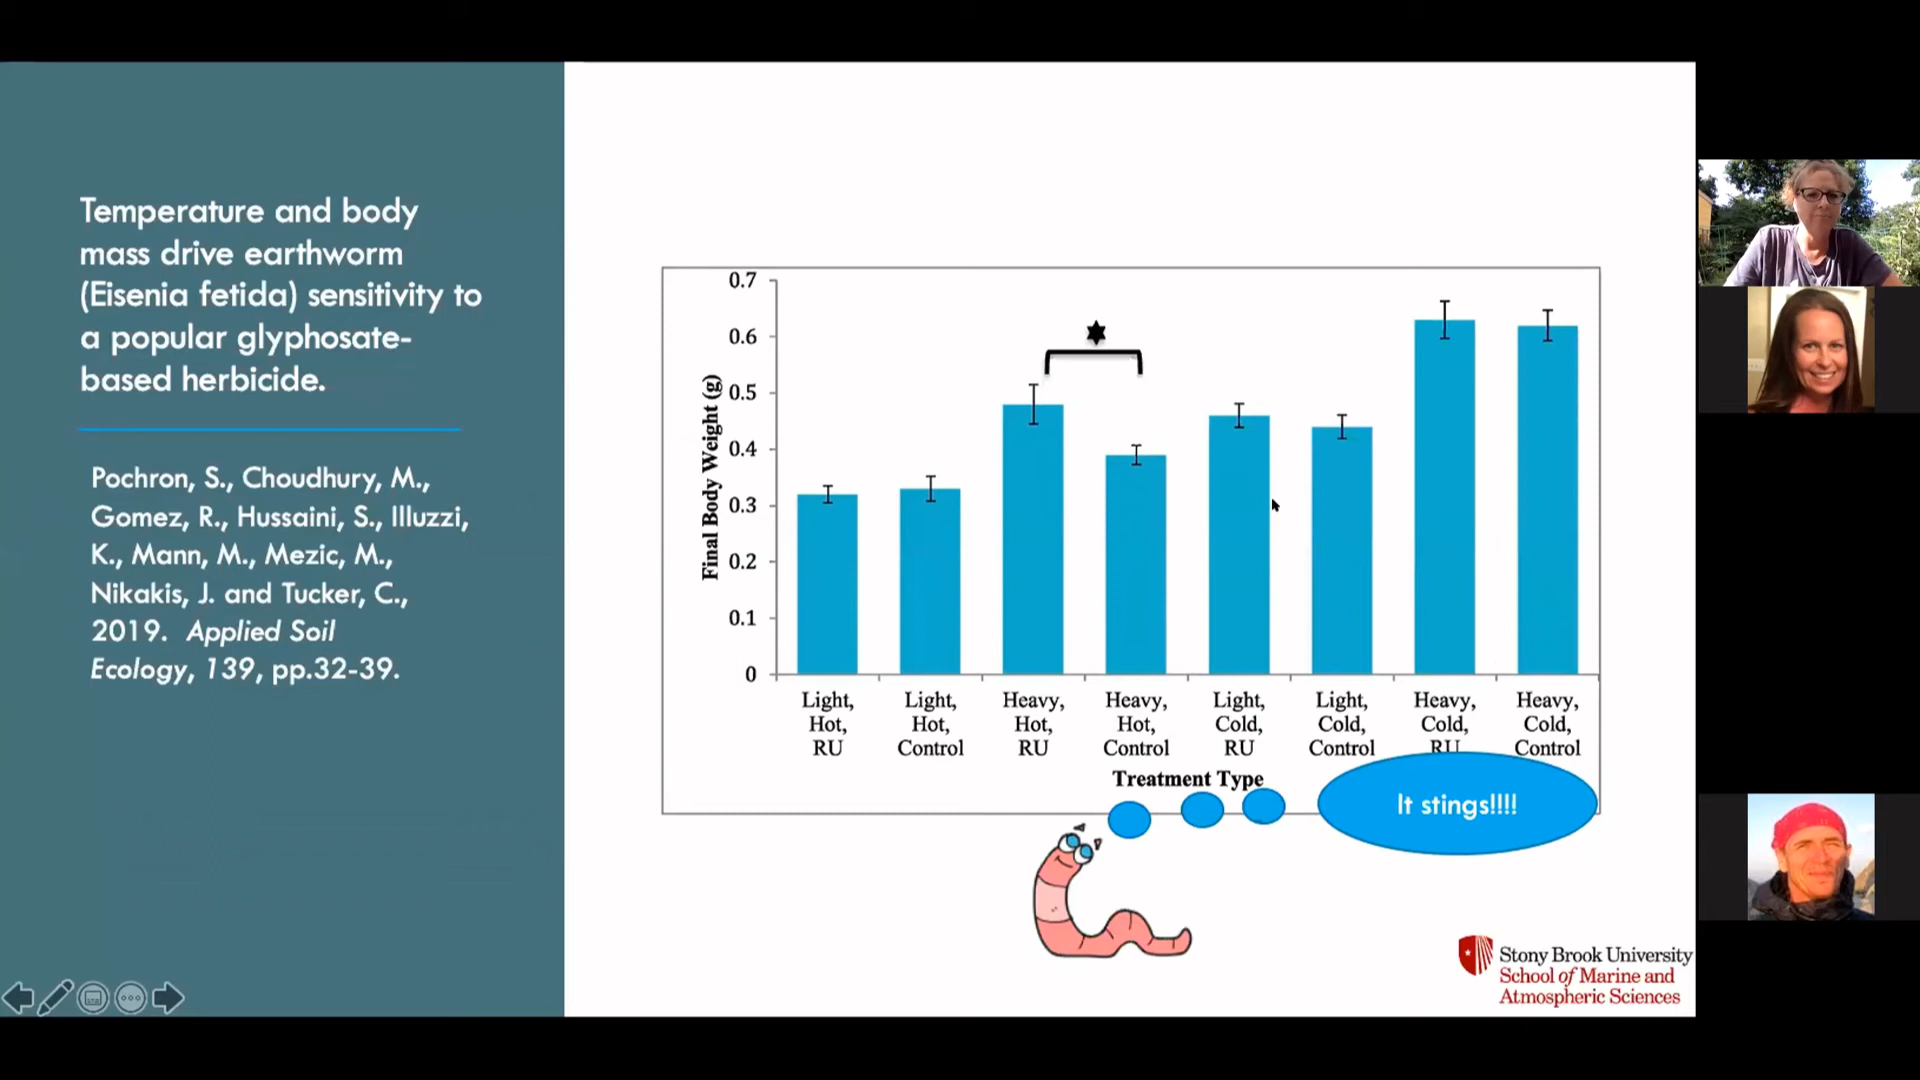 Temperature and body
mass drive earthworm
(Eisenia fetida) sensitivity to
a popular glyphosate-
based herbicide.
Pochron, S., Choudhury, M.,
Gomez, R., Hussaini, S., Illuzzi,
K., Mann, M., Mezic, M.,
Nikakis, J. and Tucker, C.,
2019. Applied Soil
Ecology, 139, pp.32-39.
Final Body Weight (g)
0.7
0.6
0.5
0.4
0.3
0.2
0.1
0
Light,
Hot,
RU
Light,
Hot,
Control
Heavy,
Hot,
RU
Heavy,
Hot,
Control
Light,
Cold,
RU
Light,
Cold,
Control
Heavy,
Cold,
RU
Heavy,
Cold,
Control
Treatment Type
It stings!!!!
Stony Brook University
School of Marine and
Atmospheric Sciences